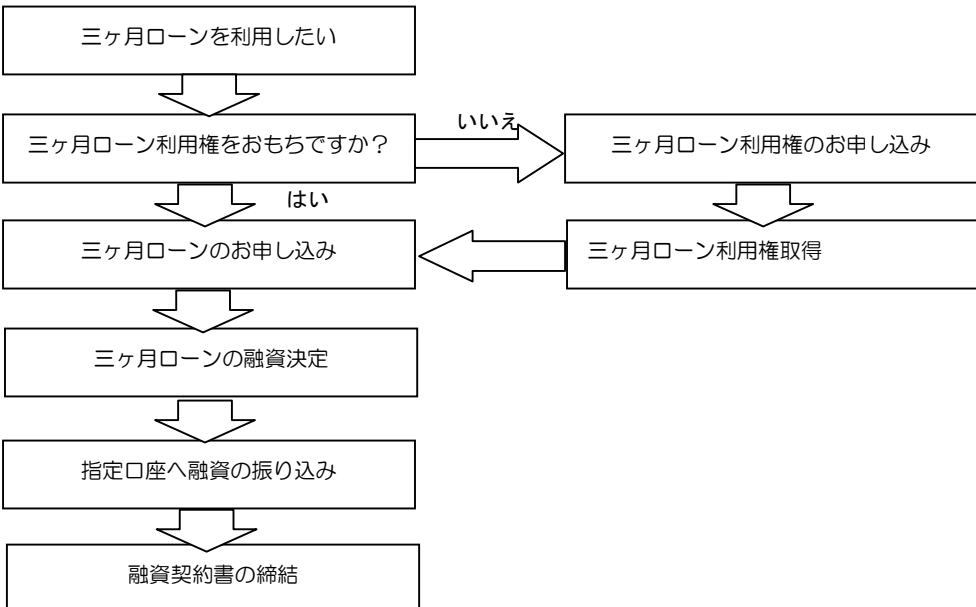 三ヶ月ローンを利用したい
三ヶ月ローン利用権をおもちですか？
いいえ
三ヶ月ローン利用権のお申し込み
はい
三ヶ月ローンのお申し込み
三ヶ月ローン利用権取得
三ヶ月ローンの融資決定
指定口座へ融資の振り込み
融資契約書の締結